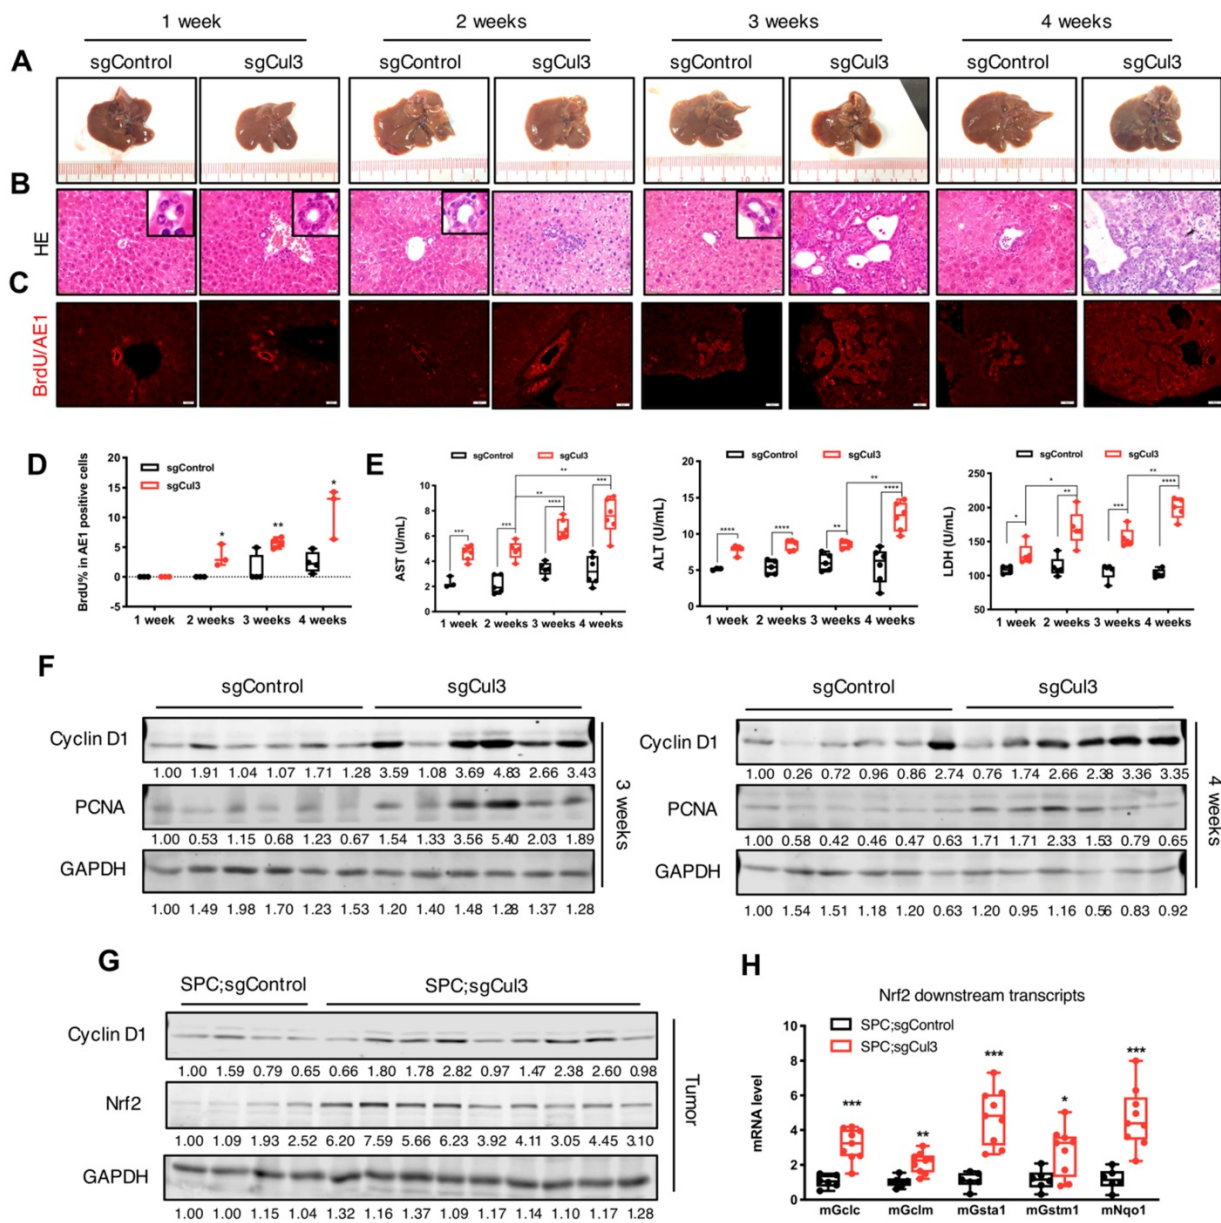 1 week 2 weeks 3 weeks 4 weeks
A sgControl sgCul3 sgControl sgCul3 sgControl sgCul3 sgControl sgCul3
B
HE
C
BrdU/AE1
D
sgControl
sgCul3
BrdU% in AE1 positive cells
20
15
10
5
0
-5
* ** *
1 week 2 weeks 3 weeks 4 weeks
E
sgControl sgCul3
AST (U/mL)
10
8
6
4
2
0
*** *** ** **** ** ***
1 week 2 weeks 3 weeks 4 weeks
sgControl sgCul3
ALT (U/mL)
20
15
10
5
0
**** **** ** ** ****
1 week 2 weeks 3 weeks 4 weeks
sgControl sgCul3
LDH (U/mL)
250
200
150
100
50
* * ** *** ** ****
1 week 2 weeks 3 weeks 4 weeks
F
sgControl sgCul3
Cyclin D1
1.00 1.91 1.04 1.07 1.71 1.28 3.59 1.08 3.69 4.83 2.66 3.43
PCNA
1.00 0.53 1.15 0.68 1.23 0.67 1.54 1.33 3.56 5.40 2.03 1.89
GAPDH
1.00 1.49 1.98 1.70 1.23 1.53 1.20 1.40 1.48 1.28 1.37 1.28
3 weeks
sgControl sgCul3
Cyclin D1
1.00 0.26 0.72 0.96 0.86 2.74 0.76 1.74 2.66 2.38 3.36 3.35
PCNA
1.00 0.58 0.42 0.46 0.47 0.63 1.71 1.71 2.33 1.53 0.79 0.65
GAPDH
1.00 1.54 1.51 1.18 1.20 0.63 1.20 0.95 1.16 0.56 0.83 0.92
4 weeks
G
SPC;sgControl SPC;sgCul3
Cyclin D1
1.00 1.59 0.79 0.65 0.66 1.80 1.78 2.82 0.97 1.47 2.38 2.60 0.98
Nrf2
1.00 1.09 1.93 2.52 6.20 7.59 5.66 6.23 3.92 4.11 3.05 4.45 3.10
GAPDH
1.00 1.00 1.15 1.04 1.32 1.16 1.37 1.09 1.17 1.14 1.10 1.17 1.28
Tumor
H
Nrf2 downstream transcripts
SPC;sgControl
SPC;sgCul3
mRNA level
10
8
6
4
2
0
*** ** *** * ***
mGclc mGclm mGsta1 mGstm1 mNqo1